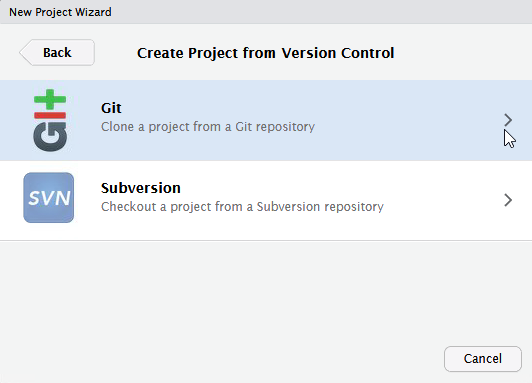 New Project Wizard
Back
Create Project from Version Control
git
Git
Clone a project from a Git repository
SVN
Subversion
Checkout a project from a Subversion repository
Cancel